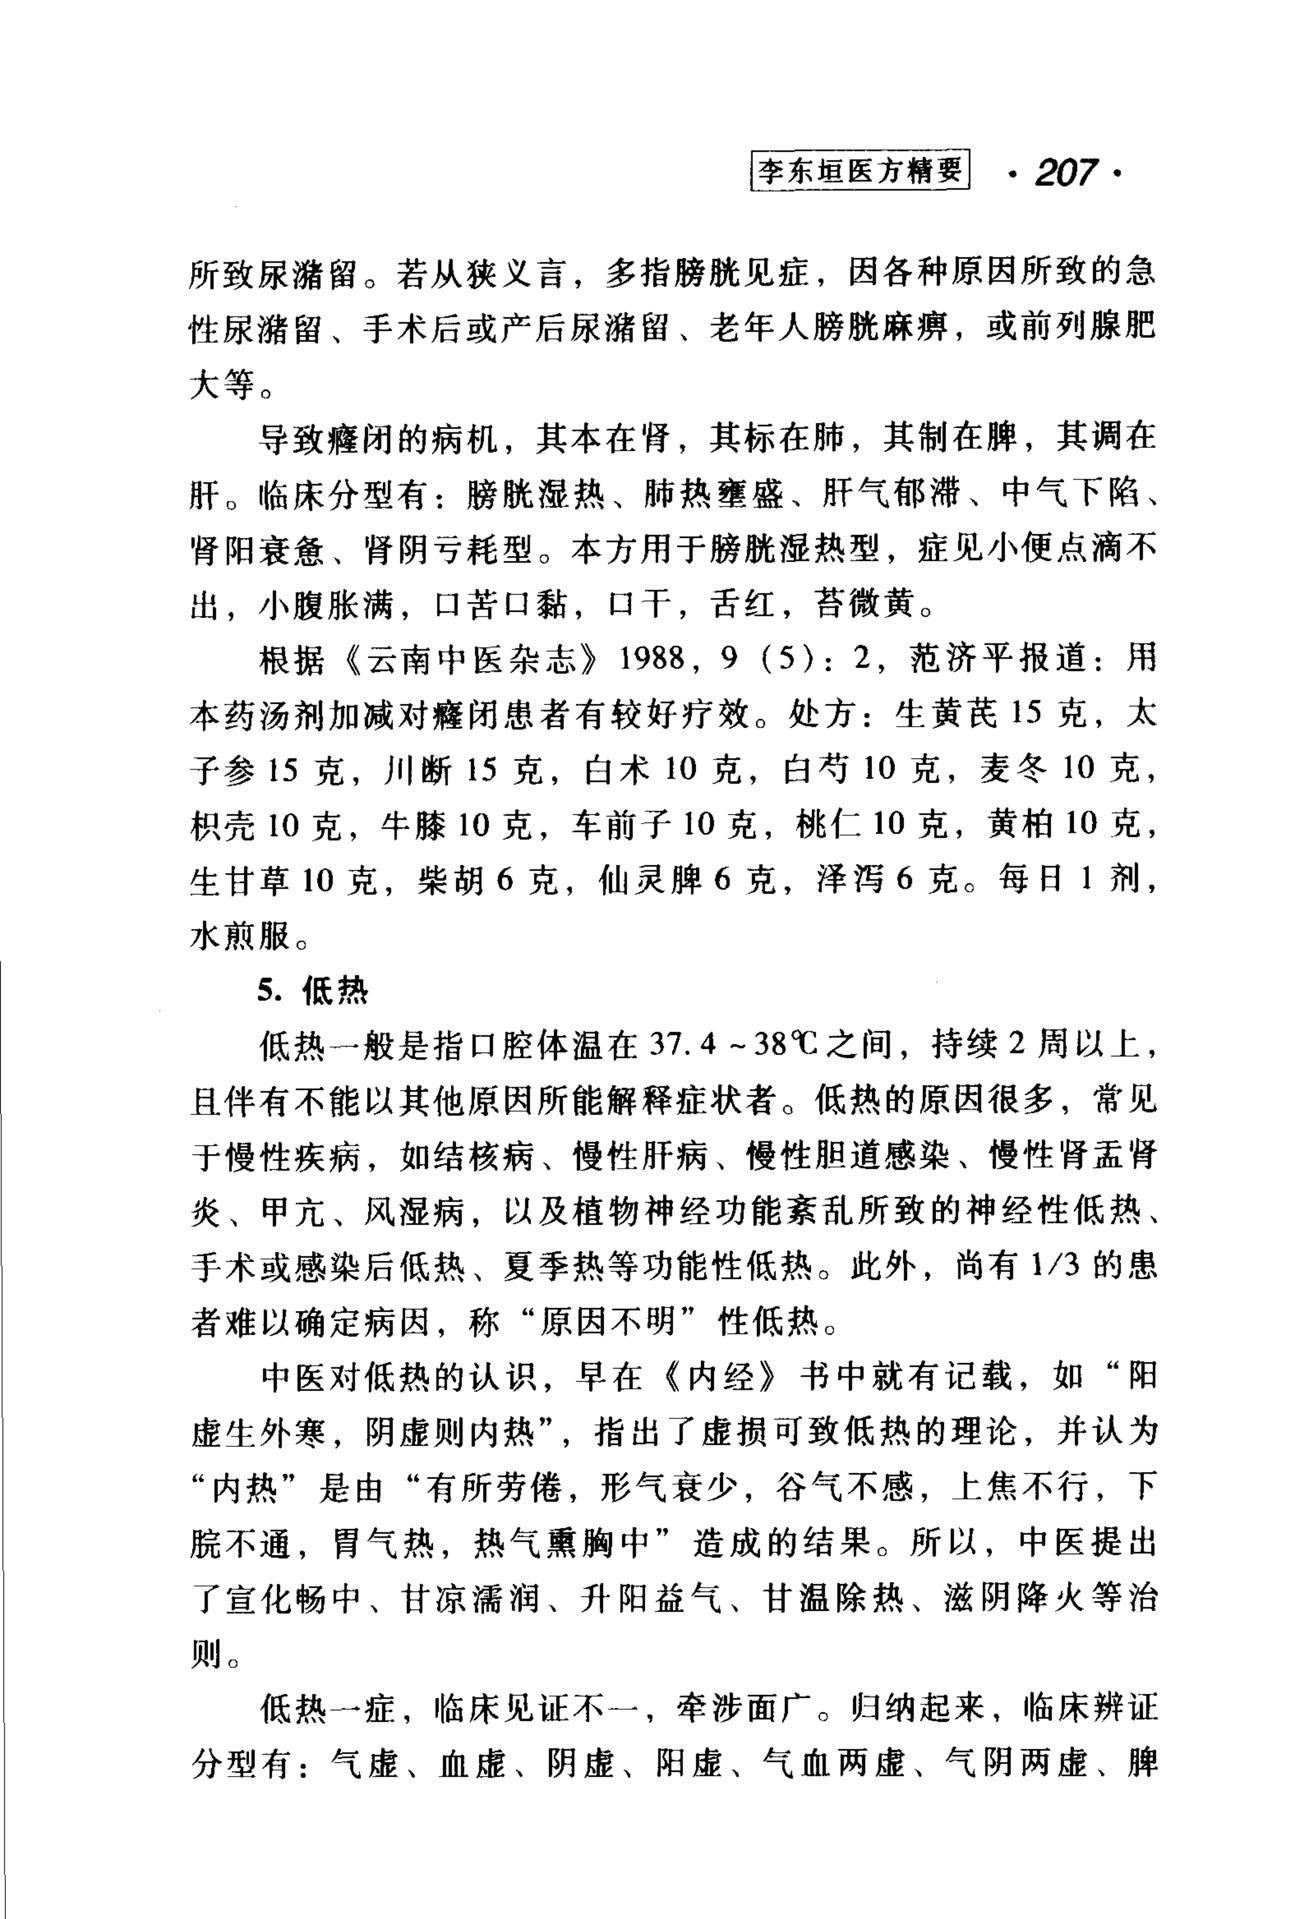 李东垣医方精要 ·207·
所致尿潴留。若从狭义言，多指膀胱见症，因各种原因所致的急
性尿潴留、手术后或产后尿潴留、老年人膀胱麻痹，或前列腺肥
大等。
导致癃闭的病机，其本在肾，其标在肺，其制在脾，其调在
肝。临床分型有：膀胱湿热、肺热壅盛、肝气郁滞、中气下陷、
肾阳衰惫、肾阴亏耗型。本方用于膀胱湿热型，症见小便点滴不
出，小腹胀满，口苦口黏，口干，舌红，苔微黄。
根据《云南中医杂志》1988，9（5）：2，范济平报道：用
本药汤剂加减对癃闭患者有较好疗效。处方：生黄芪 15 克，太
子参 15 克，川断 15 克，白术 10 克，白芍 10 克，麦冬 10 克，
枳壳 10 克，牛膝 10 克，车前子 10 克，桃仁 10 克，黄柏 10 克，
生甘草 10 克，柴胡 6 克，仙灵脾 6 克，泽泻 6 克。每日 1 剂，
水煎服。
5. 低热
低热一般是指口腔体温在 37.4～38℃之间，持续 2 周以上，
且伴有不能以其他原因所能解释症状者。低热的原因很多，常见
于慢性疾病，如结核病、慢性肝病、慢性胆道感染、慢性肾盂肾
炎、甲亢、风湿病，以及植物神经功能紊乱所致的神经性低热、
手术或感染后低热、夏季热等功能性低热。此外，尚有 1/3 的患
者难以确定病因，称“原因不明”性低热。
中医对低热的认识，早在《内经》书中就有记载，如“阳
虚生外寒，阴虚则内热”，指出了虚损可致低热的理论，并认为
“内热”是由“有所劳倦，形气衰少，谷气不感，上焦不行，下
脘不通，胃气热，热气熏胸中”造成的结果。所以，中医提出
了宣化畅中、甘凉濡润、升阳益气、甘温除热、滋阴降火等治
则。
低热一症，临床见证不一，牵涉面广。归纳起来，临床辨证
分型有：气虚、血虚、阴虚、阳虚、气血两虚、气阴两虚、脾